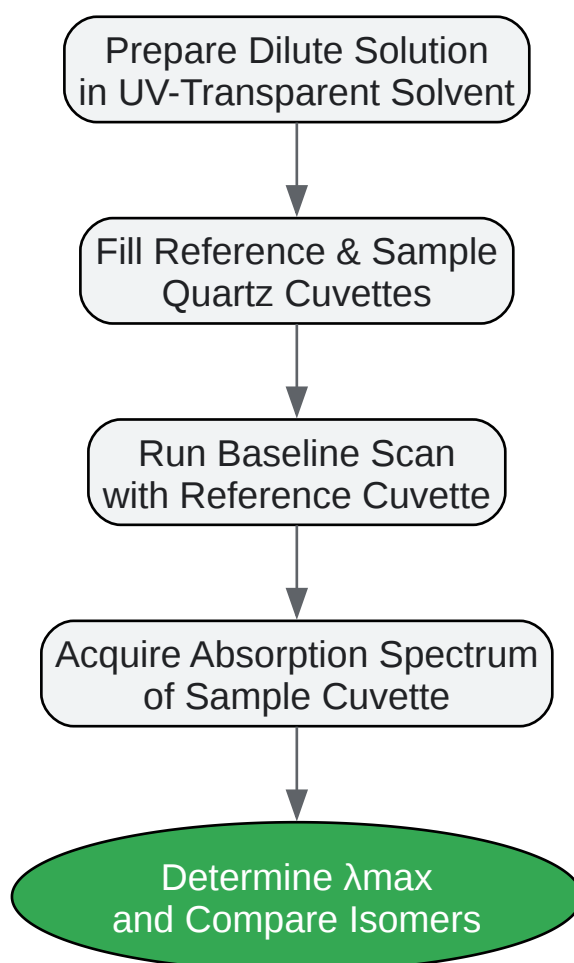 Prepare Dilute Solution
in UV-Transparent Solvent
Fill Reference & Sample
Quartz Cuvettes
Run Baseline Scan
with Reference Cuvette
Acquire Absorption Spectrum
of Sample Cuvette
Determine λmax
and Compare Isomers